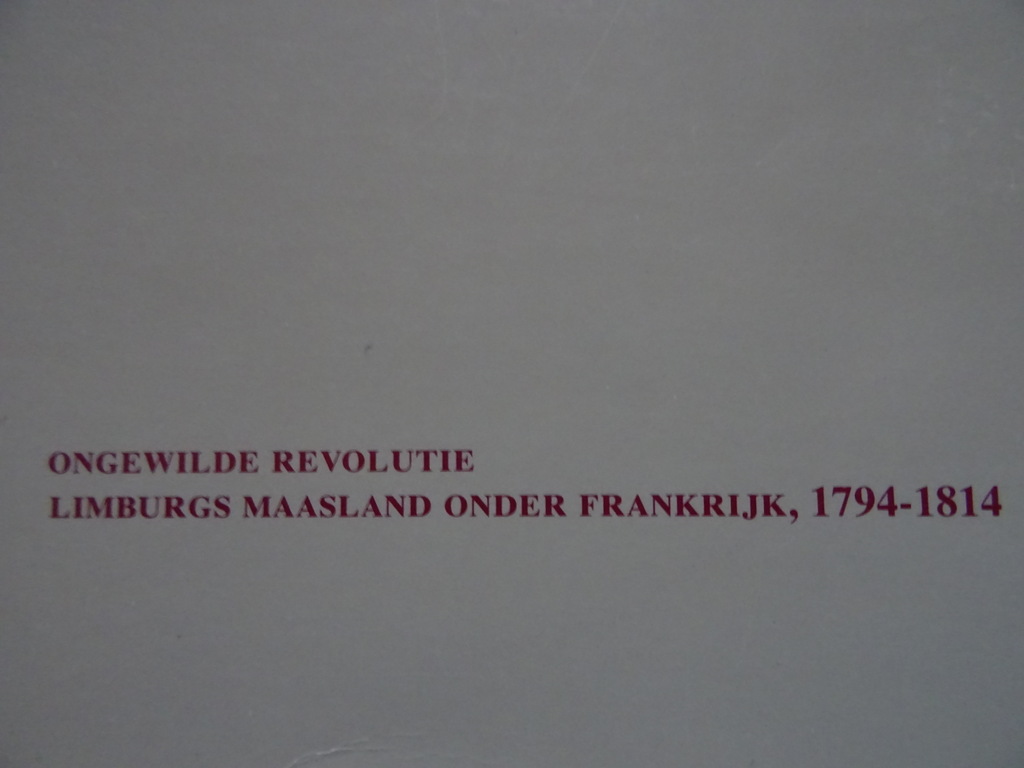 ONGEWILDE REVOLUTIE
LIMBURGS MAASLAND ONDER FRANKRIJK, 1794-1814